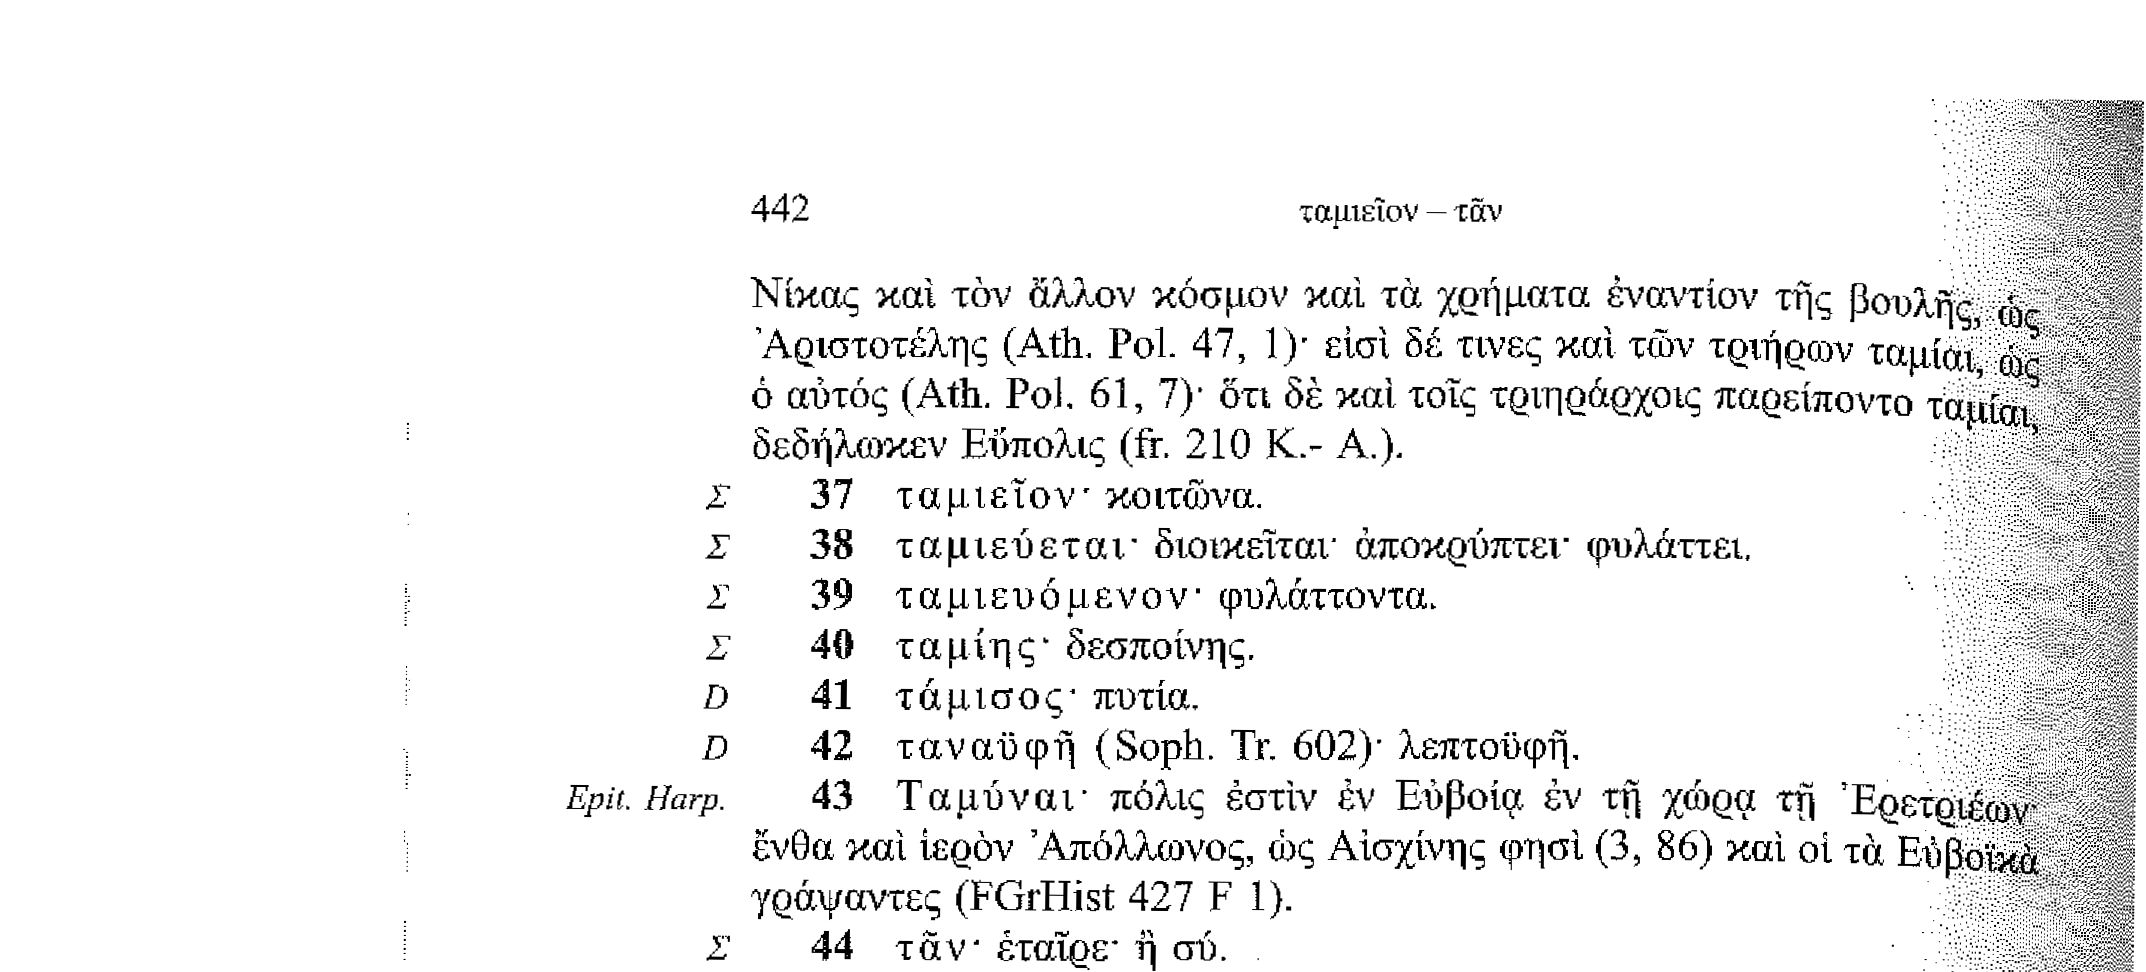 442 ταμιεῖον – τᾶν
Νίκας καὶ τὸν ἄλλον κόσμον καὶ τὰ χρήματα ἐναντίον τῆς βουλῆς, ὡς
Ἀριστοτέλης (Ath. Pol. 47, 1)· εἰσὶ δέ τινες καὶ τῶν τριήρων ταμίαι, ὡς
ὁ αὐτός (Ath. Pol. 61, 7)· ὅτι δὲ καὶ τοῖς τριηράρχοις παρείποντο ταμίαι,
δεδήλωκεν Εὔπολις (fr. 210 K.- A.).
Σ 37 ταμιεῖον· κοιτῶνα.
Σ 38 ταμιεύεται· διοικεῖται· ἀποκρύπτει· φυλάττει.
Σ 39 ταμιευόμενον· φυλάττοντα.
Σ 40 ταμίης· δεσποίνης.
D 41 τάμισος· πυτία.
D 42 ταναϋφῆ (Soph. Tr. 602)· λεπτοϋφῆ.
Epit. Harp. 43 Ταμύναι· πόλις ἐστὶν ἐν Εὐβοίᾳ ἐν τῇ χώρᾳ τῇ Ἐρετριέων·
ἔνθα καὶ ἱερὸν Ἀπόλλωνος, ὡς Αἰσχίνης φησὶ (3, 86) καὶ οἱ τὰ Εὐβοϊκὰ
γράψαντες (FGrHist 427 F 1).
Σ 44 τᾶν· ἑταῖρε· ἢ σύ.